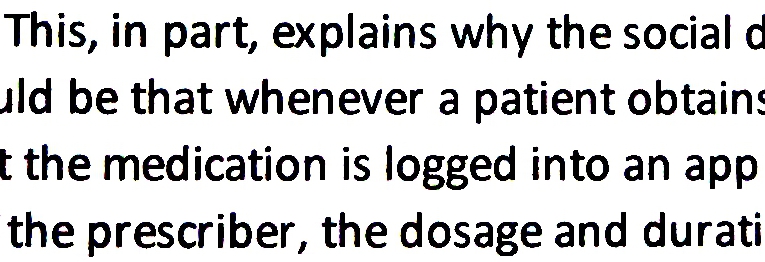 This, in part, explains why the social d
uld be that whenever a patient obtains
t the medication is logged into an app
the prescriber, the dosage and durati